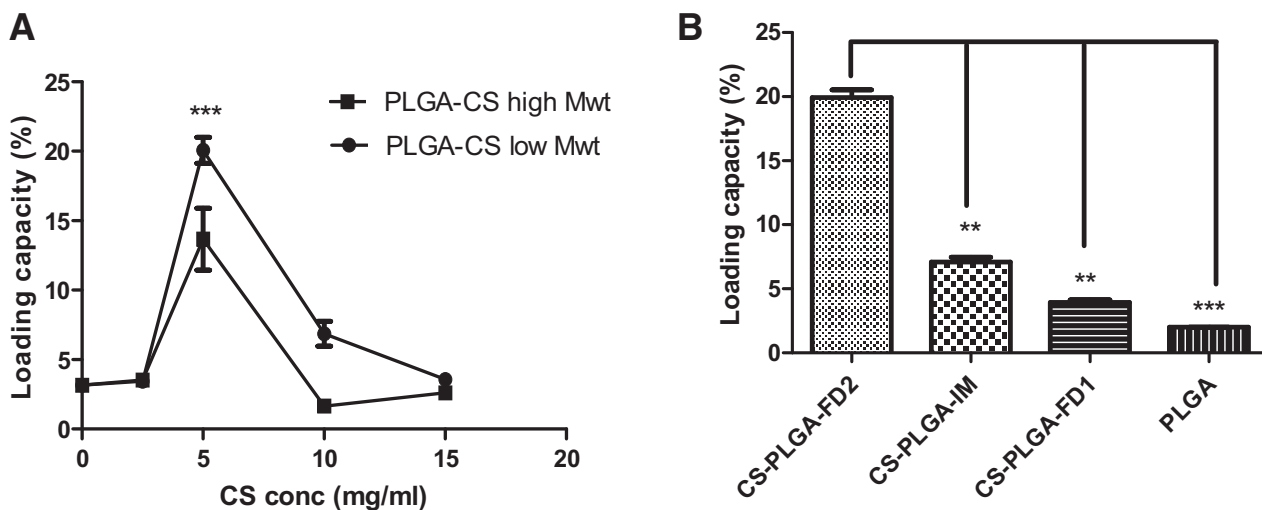 A
Loading capacity (%)
25
20
15
10
5
0
***
PLGA-CS high Mwt
PLGA-CS low Mwt
0
5
10
15
20
CS conc (mg/ml)
B
Loading capacity (%)
25
20
15
10
5
0
**
**
***
CS-PLGA-FD2
CS-PLGA-IM
CS-PLGA-FD1
PLGA